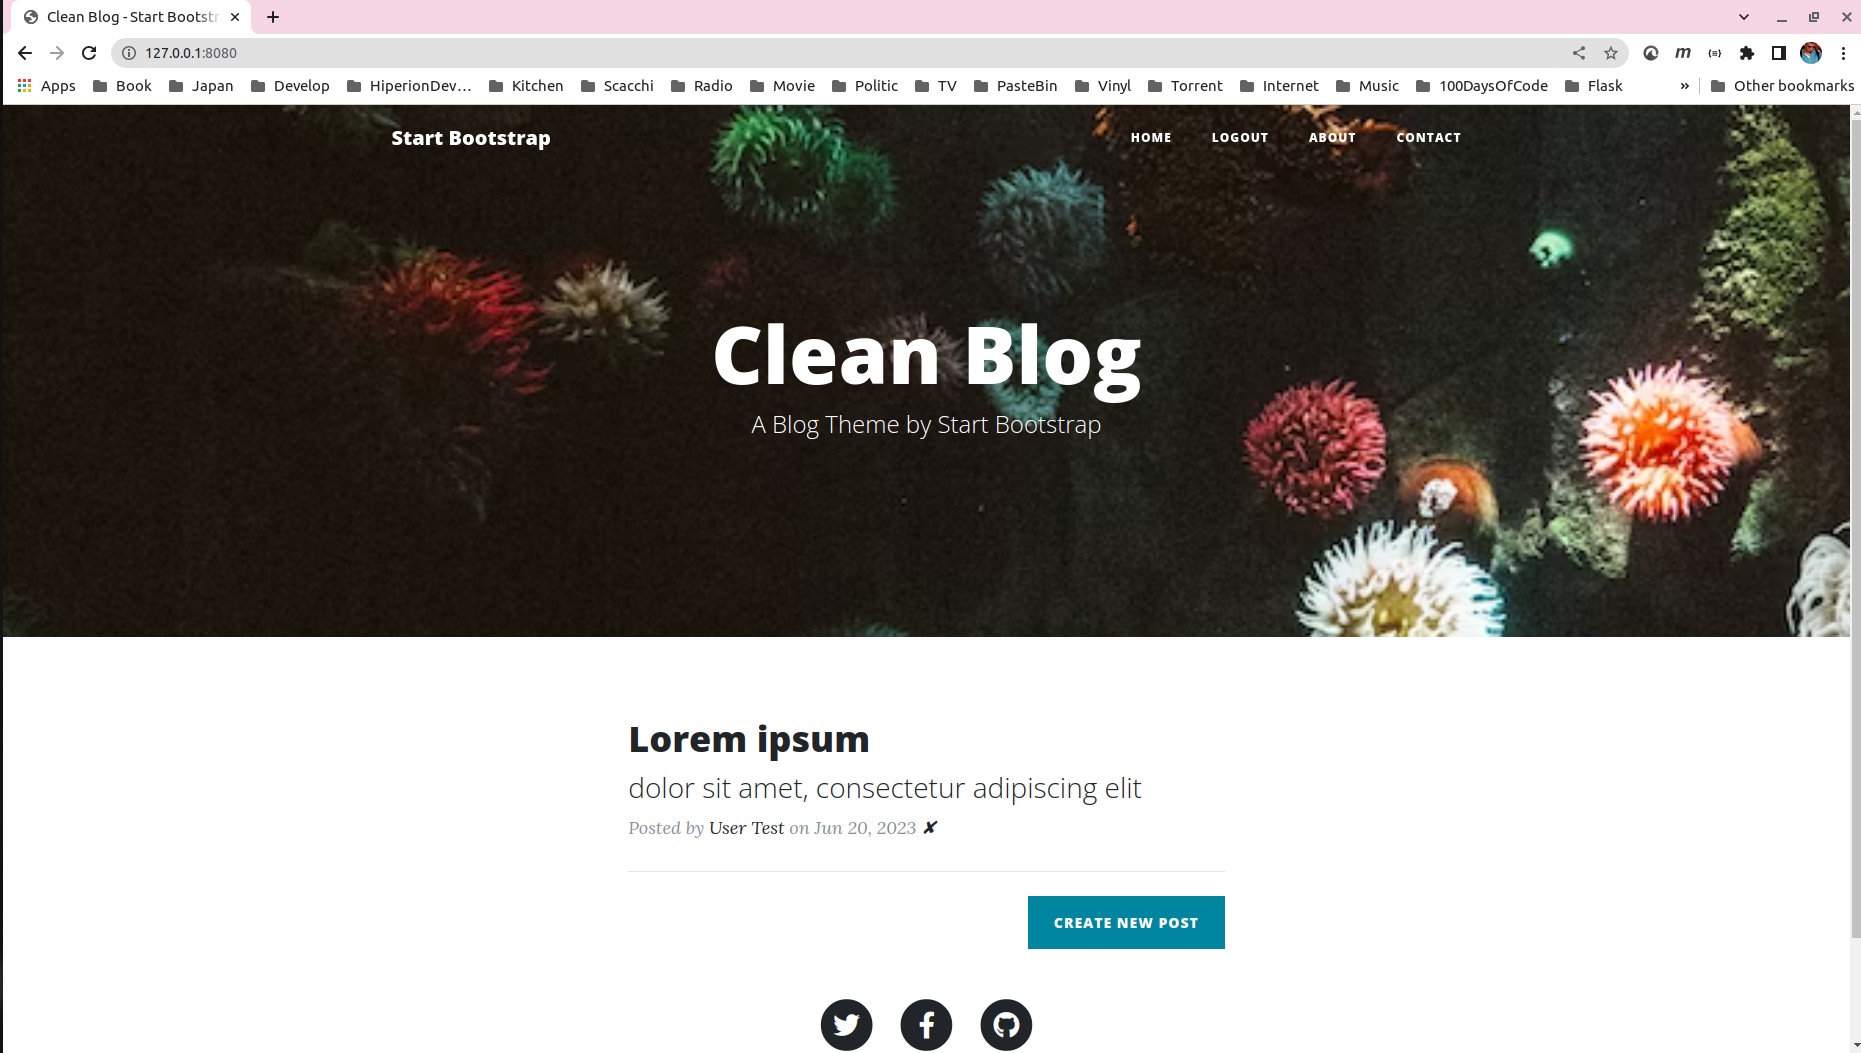 Clean Blog - Start Bootstr
127.0.0.1:8080
Apps Book Japan Develop HiperionDev... Kitchen Scacchi Radio Movie Politic TV PasteBin Vinyl Torrent Internet Music 100DaysOfCode Flask » Other bookmarks
Start Bootstrap HOME LOGOUT ABOUT CONTACT
Clean Blog
A Blog Theme by Start Bootstrap
Lorem ipsum
dolor sit amet, consectetur adipiscing elit
Posted by User Test on Jun 20, 2023 ✘
CREATE NEW POST